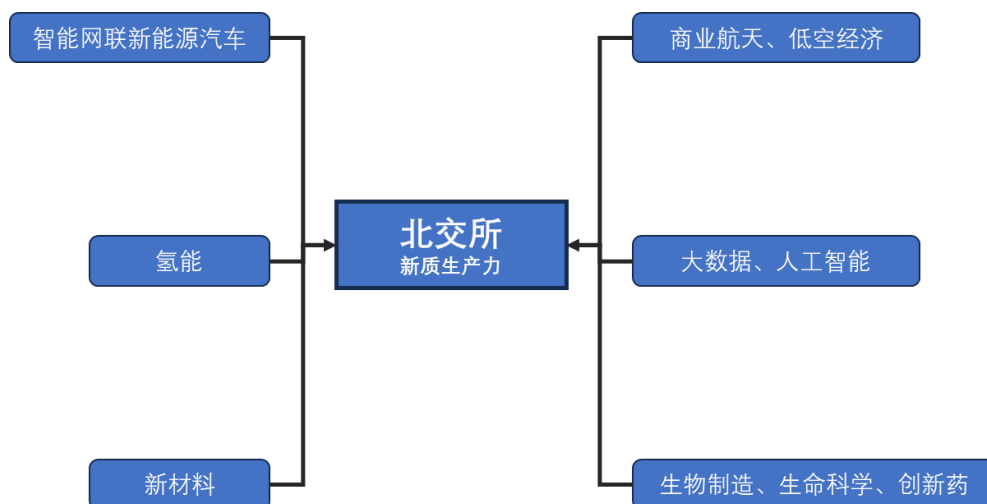 智能网联新能源汽车
商业航天、低空经济
北交所
新质生产力
氢能
大数据、人工智能
新材料
生物制造、生命科学、创新药